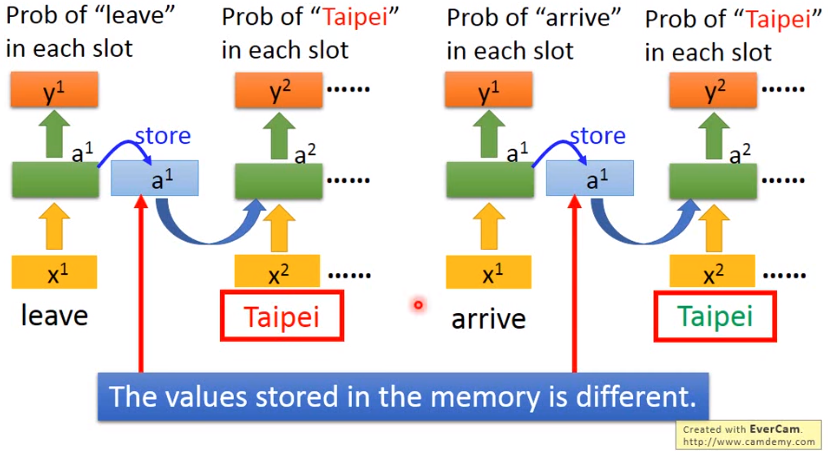 Prob of “leave”
in each slot
Prob of “Taipei”
in each slot
Prob of “arrive”
in each slot
Prob of “Taipei”
in each slot
y1
y2 ……
y1
y2 ……
a1
store
a2
a1
store
a2
a1
……
a1
……
x1
x2 ……
x1
x2 ……
leave
Taipei
arrive
Taipei
The values stored in the memory is different.
Created with EverCam.
http://www.camdemy.com